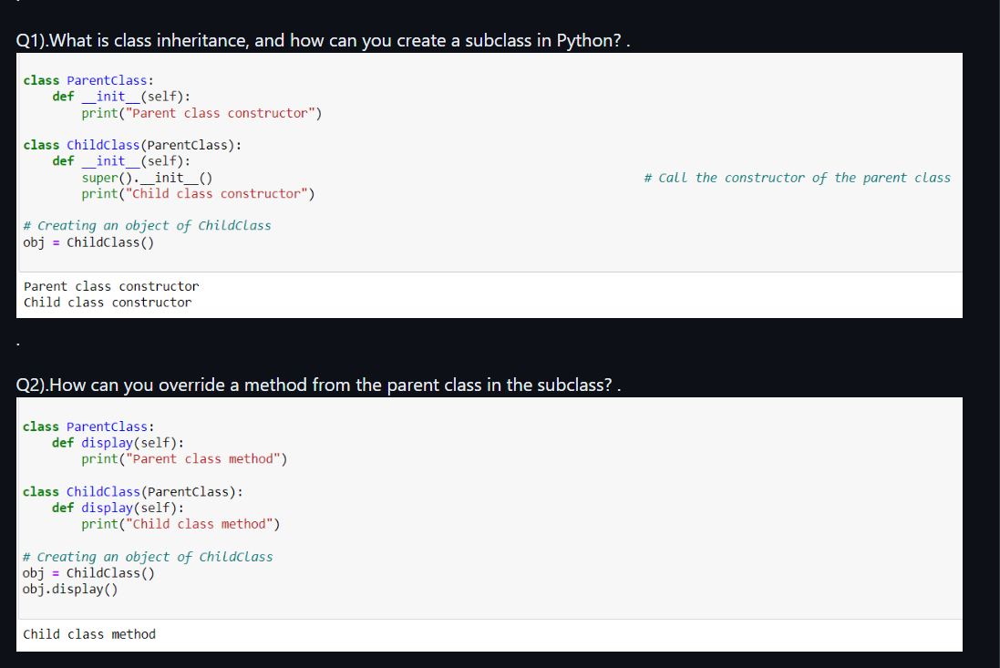 Q1).What is class inheritance, and how can you create a subclass in Python? .
class ParentClass:
    def __init__(self):
        print("Parent class constructor")
class ChildClass(ParentClass):
    def __init__(self):
        super().__init__()                                                           # Call the constructor of the parent class
        print("Child class constructor")
# Creating an object of ChildClass
obj = ChildClass()
Parent class constructor
Child class constructor
.
Q2).How can you override a method from the parent class in the subclass? .
class ParentClass:
    def display(self):
        print("Parent class method")
class ChildClass(ParentClass):
    def display(self):
        print("Child class method")
# Creating an object of ChildClass
obj = ChildClass()
obj.display()
Child class method